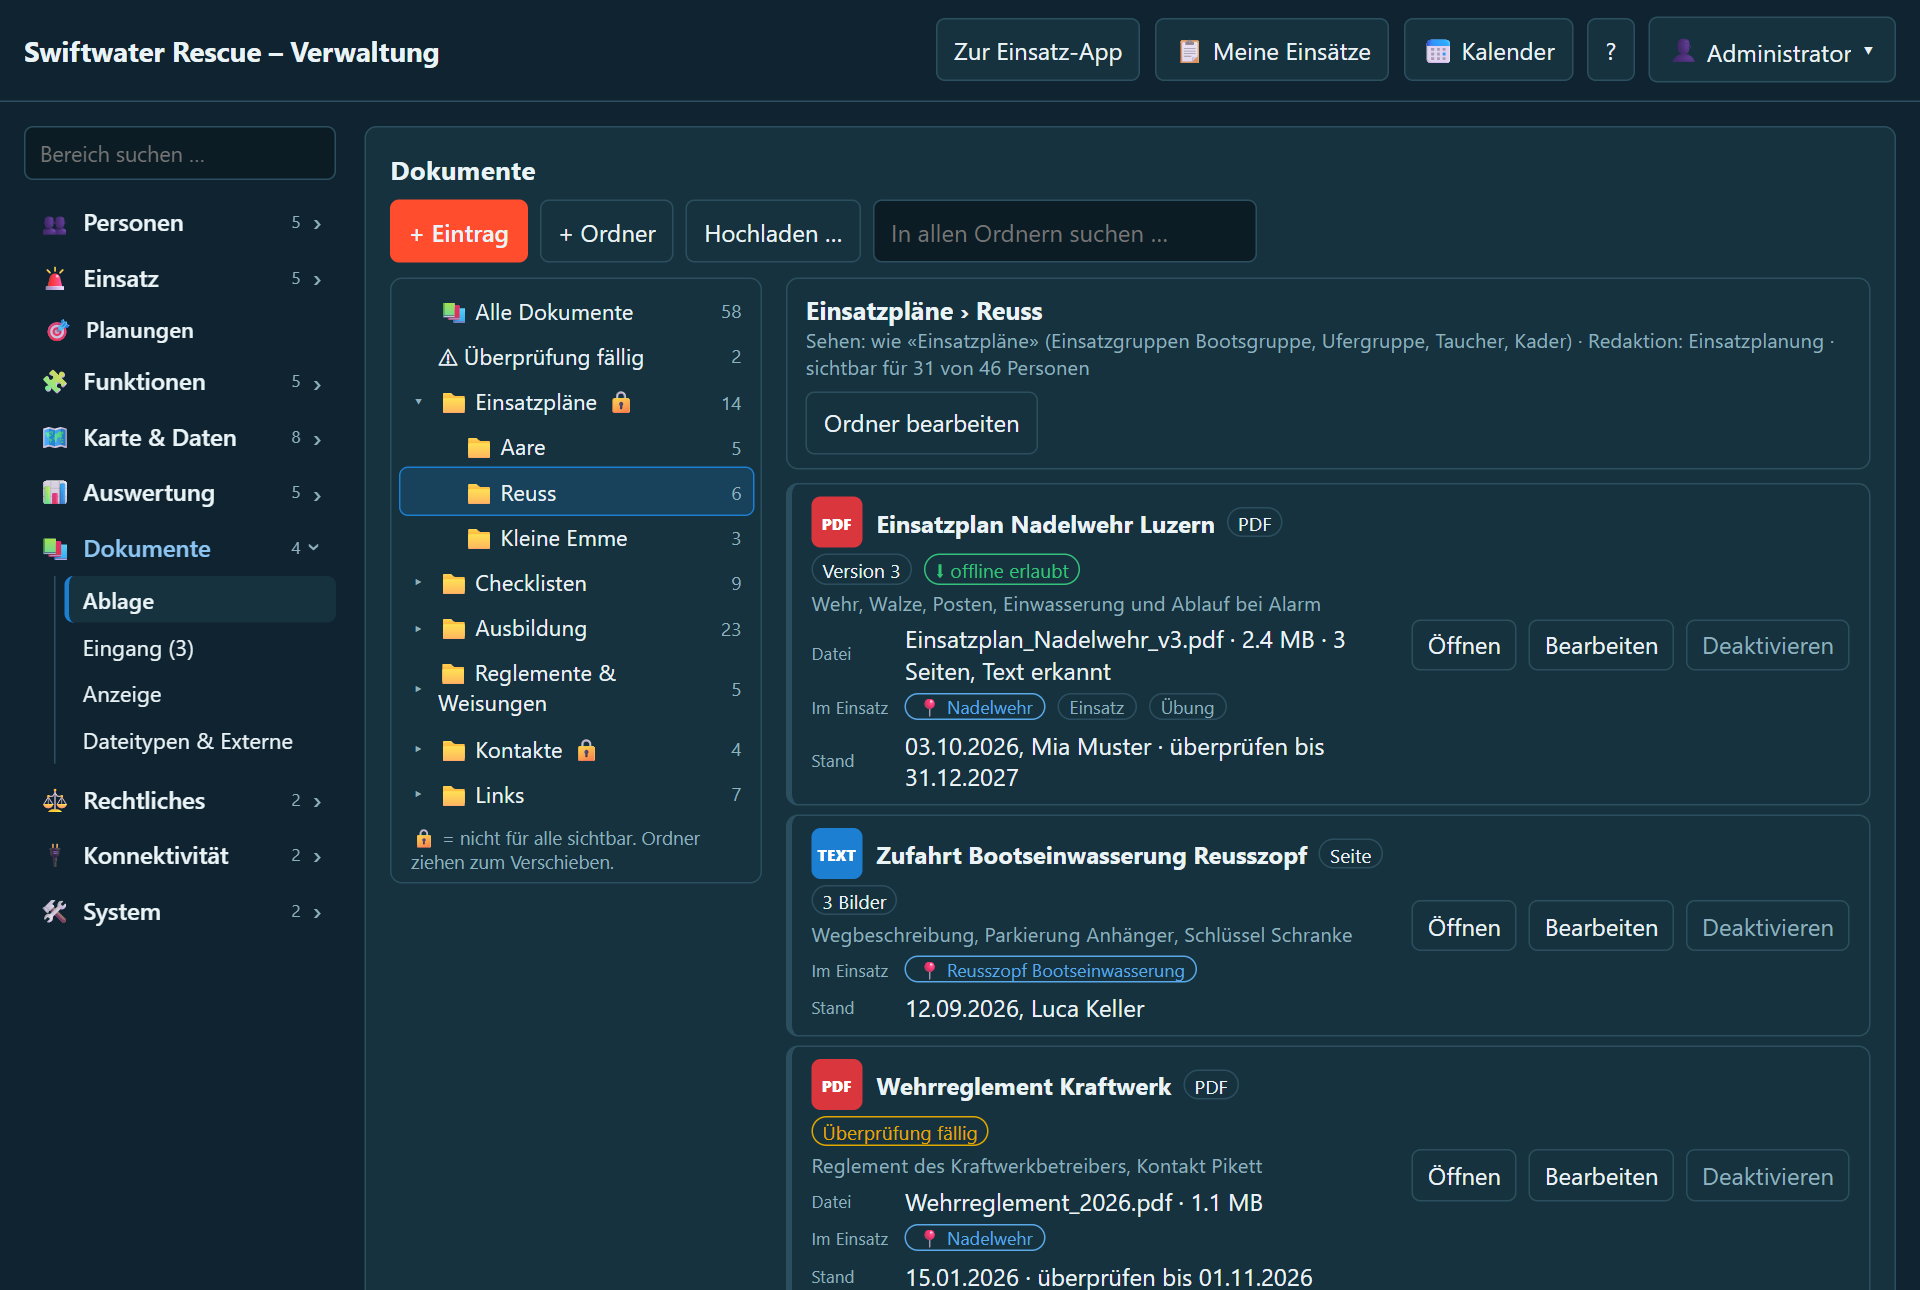 Swiftwater Rescue – Verwaltung
Zur Einsatz-App
Meine Einsätze
Kalender
?
Administrator ▾
Bereich suchen ...
Personen 5 ›
Einsatz 5 ›
Planungen
Funktionen 5 ›
Karte & Daten 8 ›
Auswertung 5 ›
Dokumente 4
Ablage
Eingang (3)
Anzeige
Dateitypen & Externe
Rechtliches 2 ›
Konnektivität 2 ›
System 2 ›
Dokumente
+ Eintrag
+ Ordner
Hochladen ...
In allen Ordnern suchen ...
Alle Dokumente 58
⚠ Überprüfung fällig 2
Einsatzpläne 14
Aare 5
Reuss 6
Kleine Emme 3
Checklisten 9
Ausbildung 23
Reglemente &
Weisungen 5
Kontakte 4
Links 7
= nicht für alle sichtbar. Ordner
ziehen zum Verschieben.
Einsatzpläne › Reuss
Sehen: wie «Einsatzpläne» (Einsatzgruppen Bootsgruppe, Ufergruppe, Taucher, Kader) · Redaktion: Einsatzplanung ·
sichtbar für 31 von 46 Personen
Ordner bearbeiten
PDF Einsatzplan Nadelwehr Luzern PDF
Version 3 ⬇ offline erlaubt
Wehr, Walze, Posten, Einwasserung und Ablauf bei Alarm
Datei Einsatzplan_Nadelwehr_v3.pdf · 2.4 MB · 3
Seiten, Text erkannt
Im Einsatz Nadelwehr Einsatz Übung
Stand 03.10.2026, Mia Muster · überprüfen bis
31.12.2027
Öffnen Bearbeiten Deaktivieren
TEXT Zufahrt Bootseinwasserung Reusszopf Seite
3 Bilder
Wegbeschreibung, Parkierung Anhänger, Schlüssel Schranke
Im Einsatz Reusszopf Bootseinwasserung
Stand 12.09.2026, Luca Keller
Öffnen Bearbeiten Deaktivieren
PDF Wehrreglement Kraftwerk PDF
Überprüfung fällig
Reglement des Kraftwerkbetreibers, Kontakt Pikett
Datei Wehrreglement_2026.pdf · 1.1 MB
Im Einsatz Nadelwehr
Stand 15.01.2026 · überprüfen bis 01.11.2026
Öffnen Bearbeiten Deaktivieren